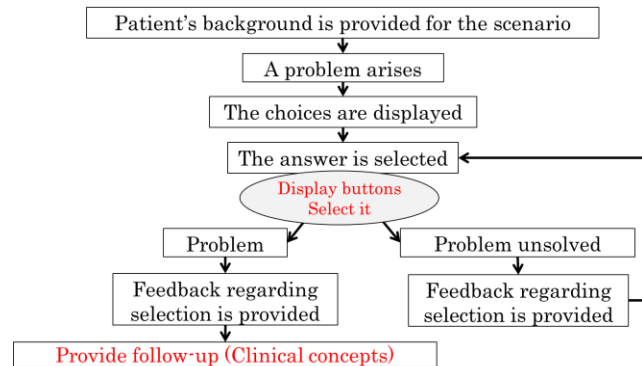 Patient's background is provided for the scenario
A problem arises
The choices are displayed
The answer is selected
Display buttons
Select it
Problem
Problem unsolved
Feedback regarding
selection is provided
Feedback regarding
selection is provided
Provide follow-up (Clinical concepts)